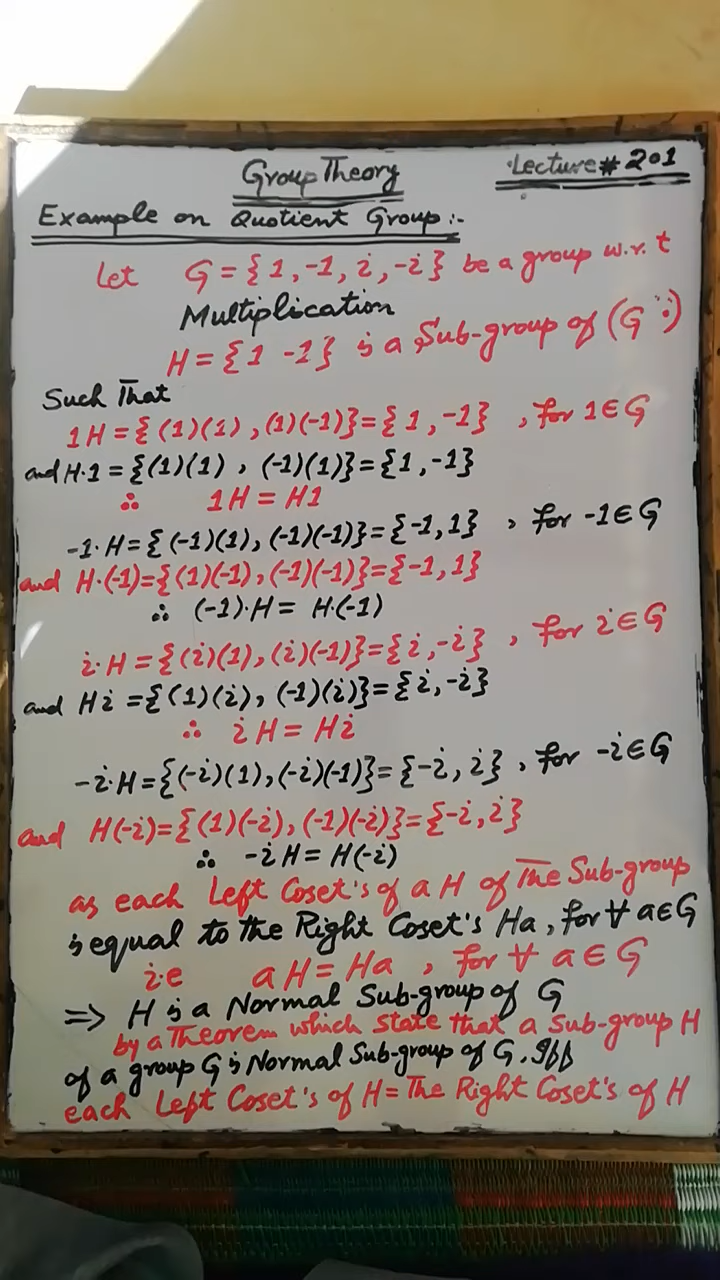 Group Theory
Lecture # 201
Example on Quotient Group :-
Let G = { 1, -1, i, -i } be a group w.r.t
Multiplication
H = { 1 -1 } is a Sub-group of (G ·)
Such That
1H = { (1)(1) , (1)(-1)} = { 1 , -1} , for 1 ∈ G
and H·1 = {(1)(1) , (-1)(1)} = {1 , -1}
∴ 1H = H1
-1· H = { (-1)(1), (-1)(-1)} = {-1, 1} , for -1 ∈ G
and H·(-1) = {(1)(-1), (-1)(-1)} = {-1, 1}
∴ (-1)·H = H·(-1)
i·H = {(i)(1), (i)(-1)} = {i, -i} , for i ∈ G
and Hi = {(1)(i), (-1)(i)} = {i, -i}
∴ iH = Hi
-i·H = {(-i)(1), (-i)(-1)} = {-i, i} , for -i ∈ G
and H(-i) = {(1)(-i), (-1)(-i)} = {-i, i}
∴ -iH = H(-i)
as each Left Coset's of a H of The Sub-group
is equal to the Right Coset's Ha, for ∀ a ∈ G
i·e aH = Ha , for ∀ a ∈ G
⇒ H is a Normal Sub-group of G
by a Theorem which state that a Sub-group H
of a group G is Normal Sub-group of G, Iff
each Left Coset's of H = The Right Coset's of H